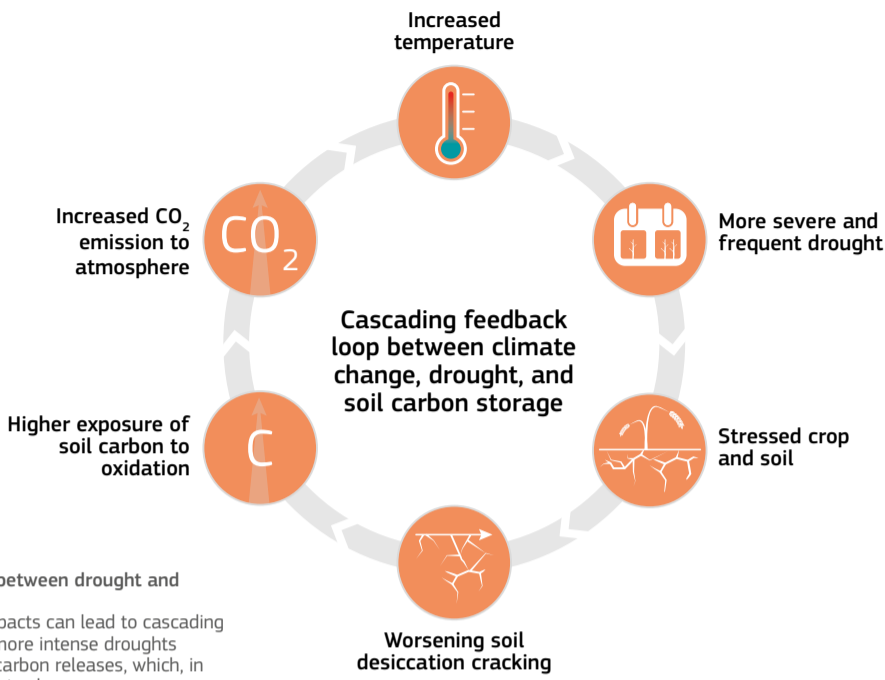 Increased
temperature
More severe and
frequent drought
Stressed crop
and soil
Worsening soil
desiccation cracking
Higher exposure of
soil carbon to
oxidation
C
Increased CO₂
emission to
atmosphere
CO₂
Cascading feedback
loop between climate
change, drought, and
soil carbon storage
between drought and
pacts can lead to cascading
more intense droughts
carbon releases, which, in